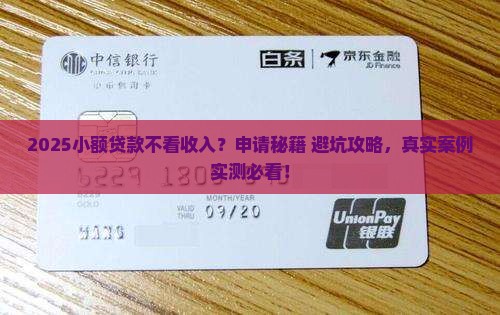 中信银行
白条
京东金融
JD Finance
2025小额贷款不看收入？申请秘籍 避坑攻略，真实案例
实测必看！
MONTH/YEAR
VALID
THRU
09/20
UnionPay
银联